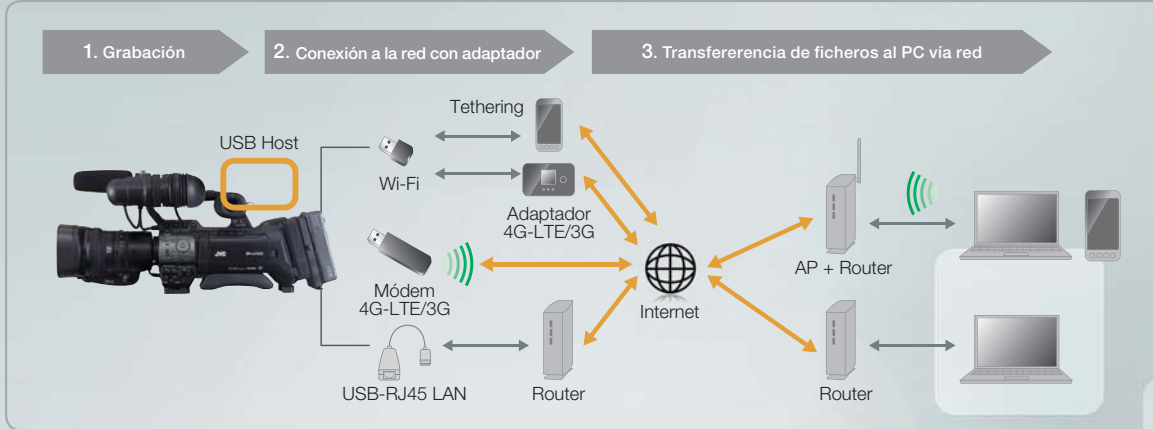 1. Grabación
2. Conexión a la red con adaptador
3. Transfererencia de ficheros al PC vía red
Tethering
USB Host
Wi-Fi
Adaptador
4G-LTE/3G
JVC
AP + Router
Módem
4G-LTE/3G
Internet
USB-RJ45 LAN
Router
Router